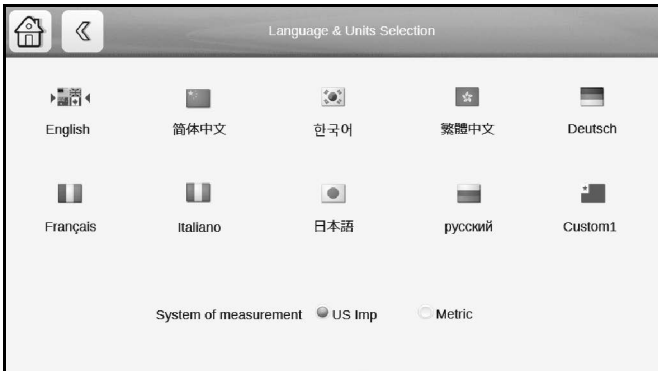 Language & Units Selection
English 简体中文 한국어 繁體中文 Deutsch
Français Italiano 日本語 русский Custom1
System of measurement US Imp Metric